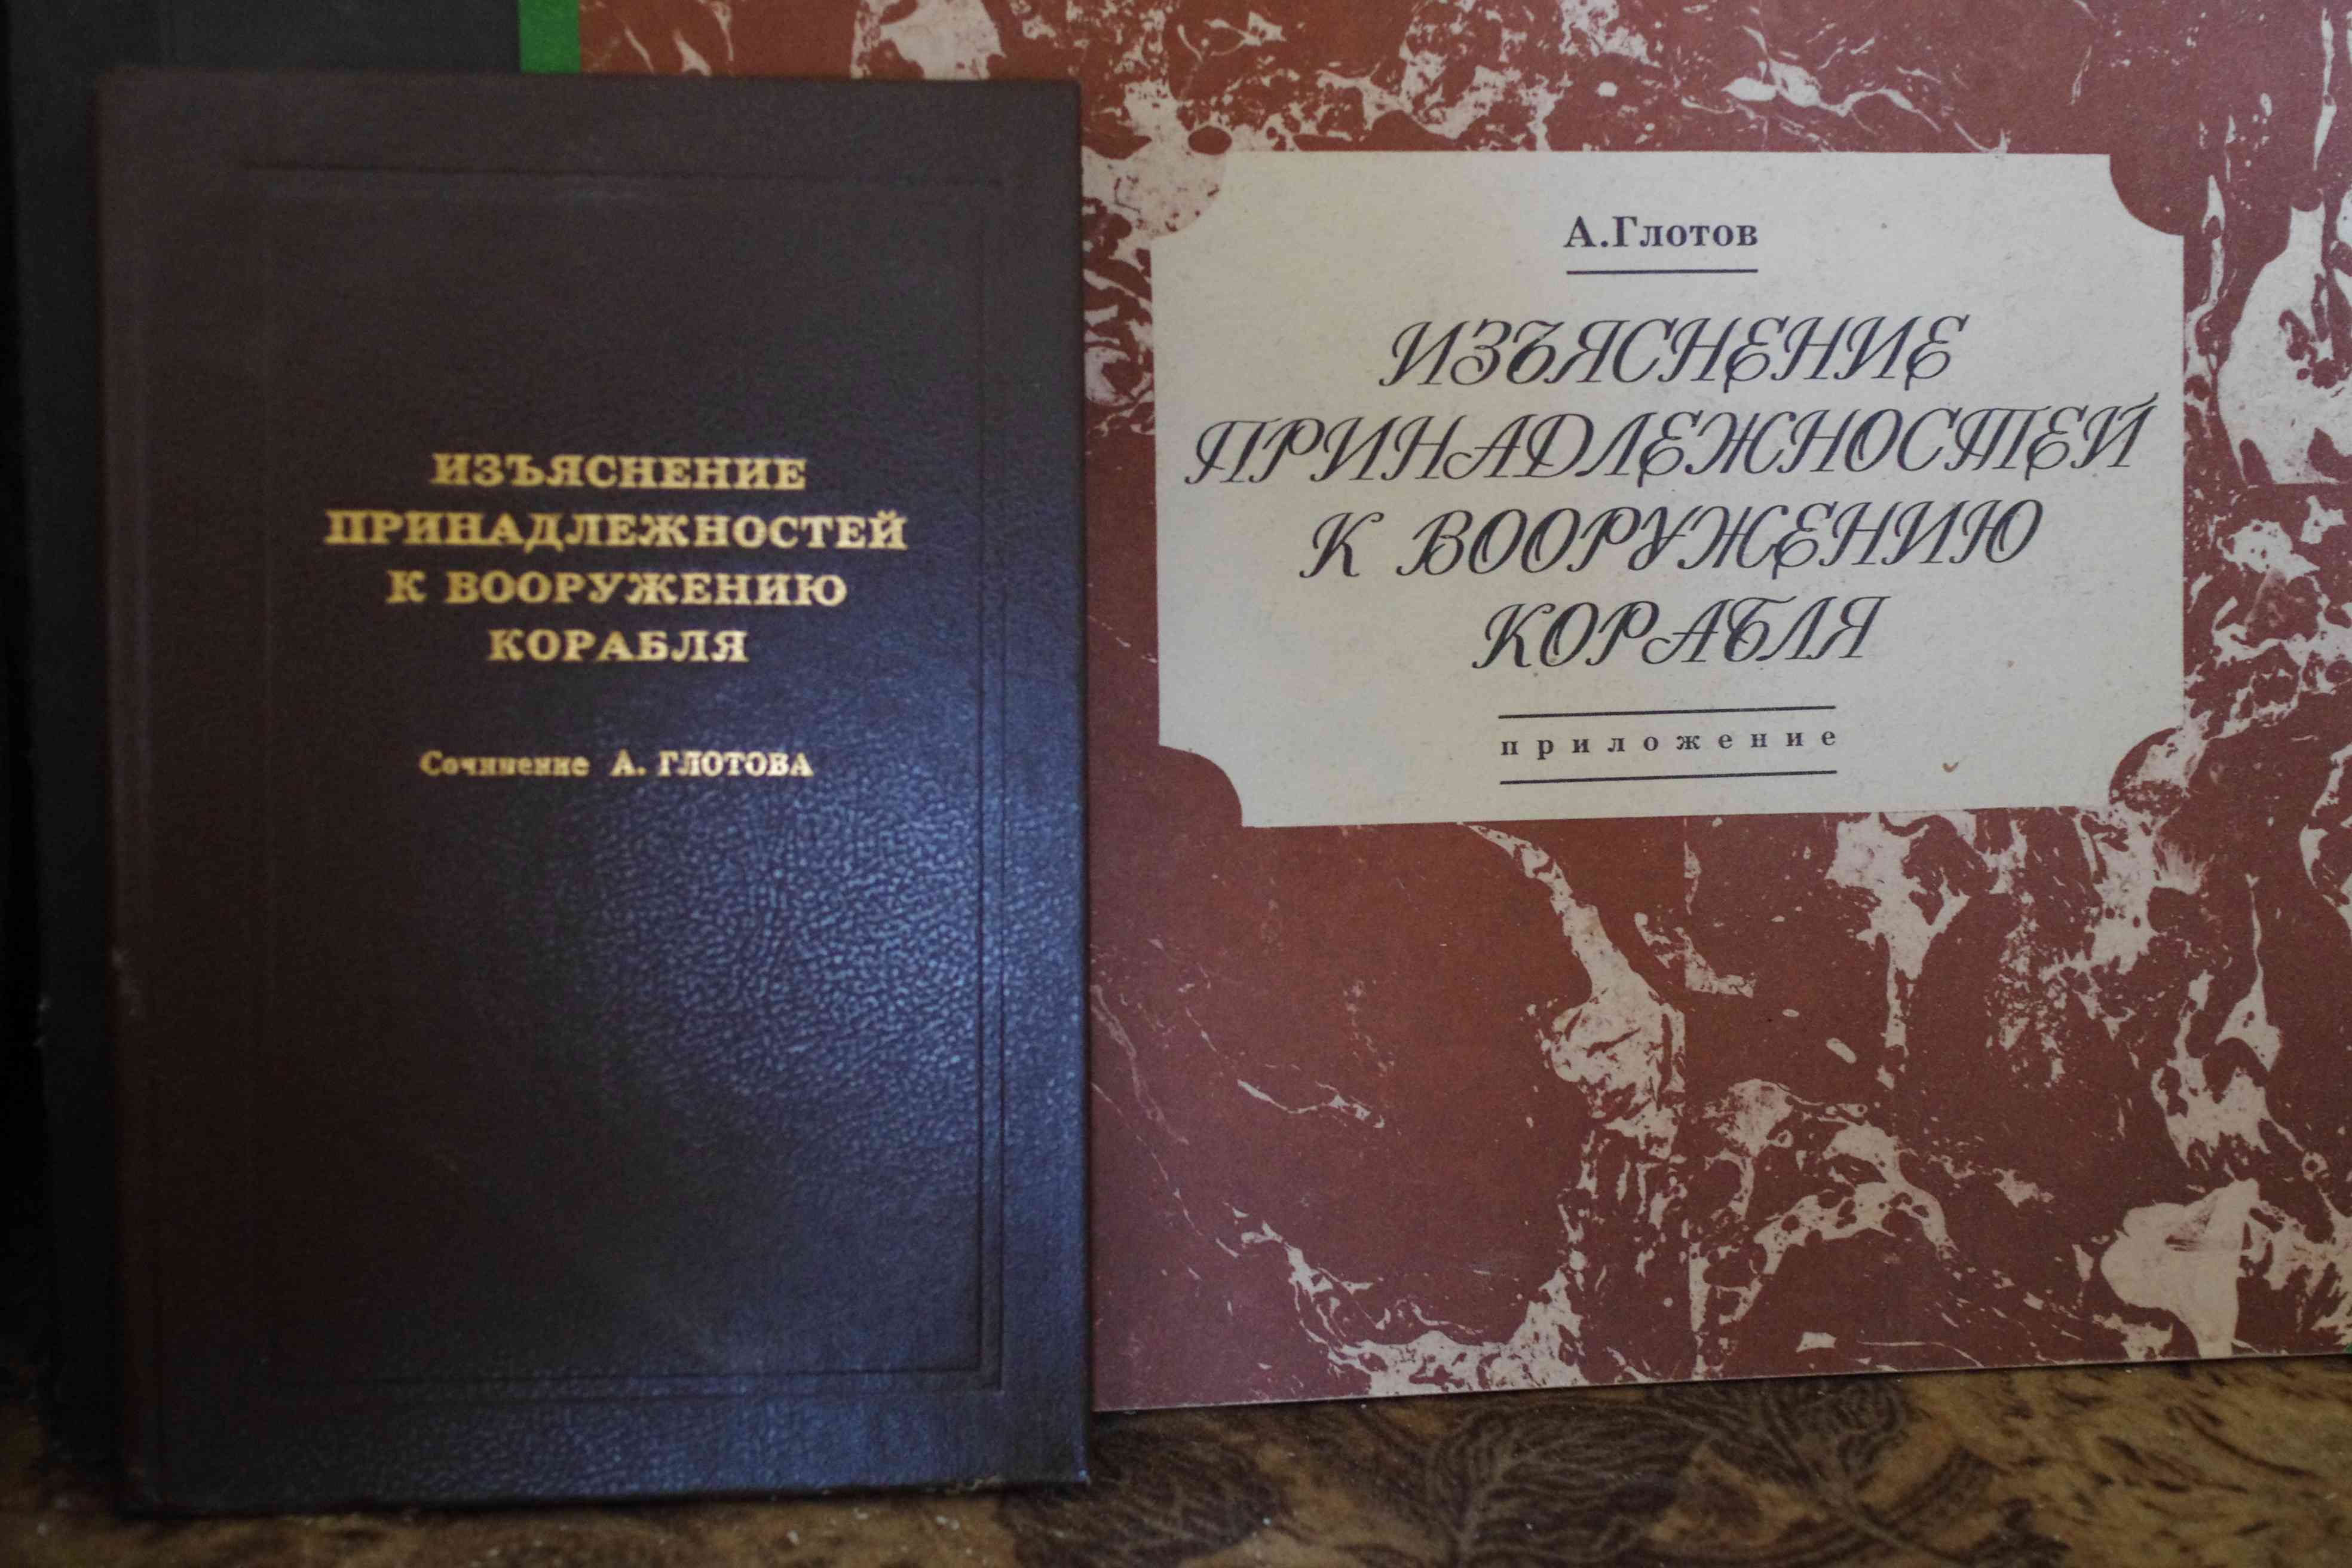 ИЗЪЯСНЕНИЕ
ПРИНАДЛЕЖНОСТЕЙ
К ВООРУЖЕНИЮ
КОРАБЛЯ
Сочинение А. ГЛОТОВА
А.Глотов
ИЗЪЯСНЕНИЕ
ПРИНАДЛЕЖНОСТЕЙ
К ВООРУЖЕНИЮ
КОРАБЛЯ
приложение